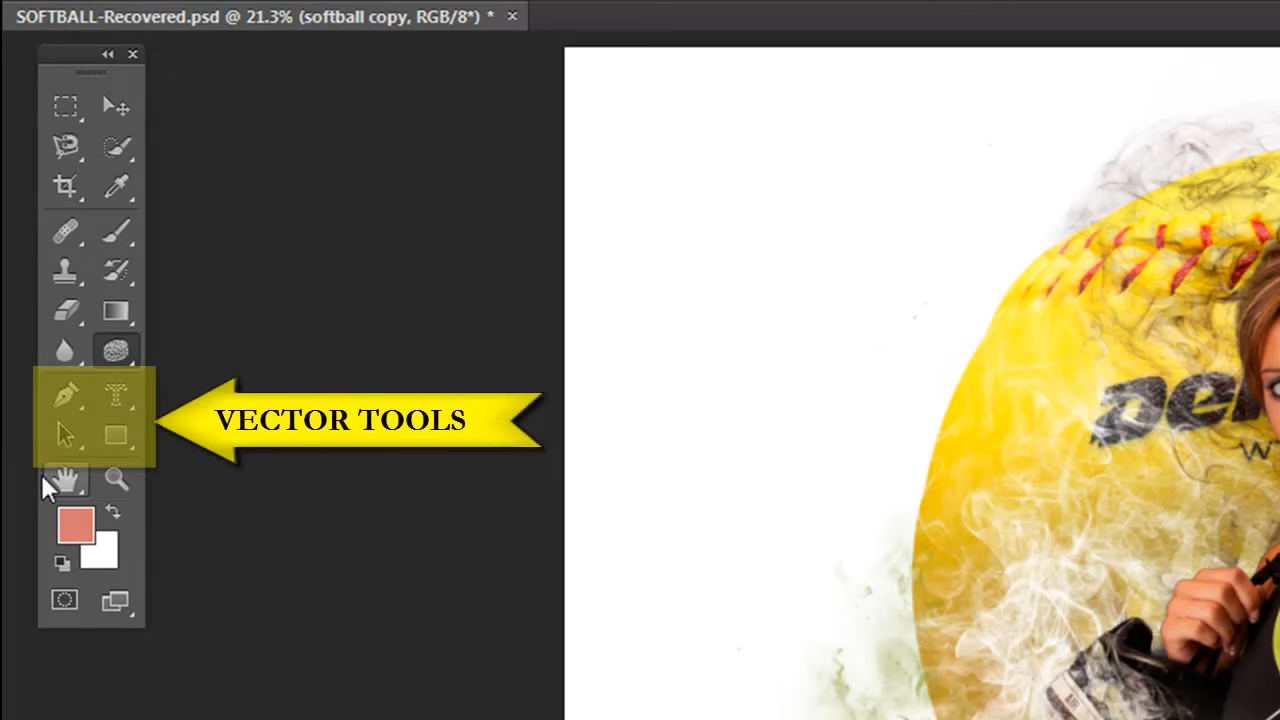 SOFTBALL-Recovered.psd @ 21.3% (softball copy, RGB/8*) *
VECTOR TOOLS